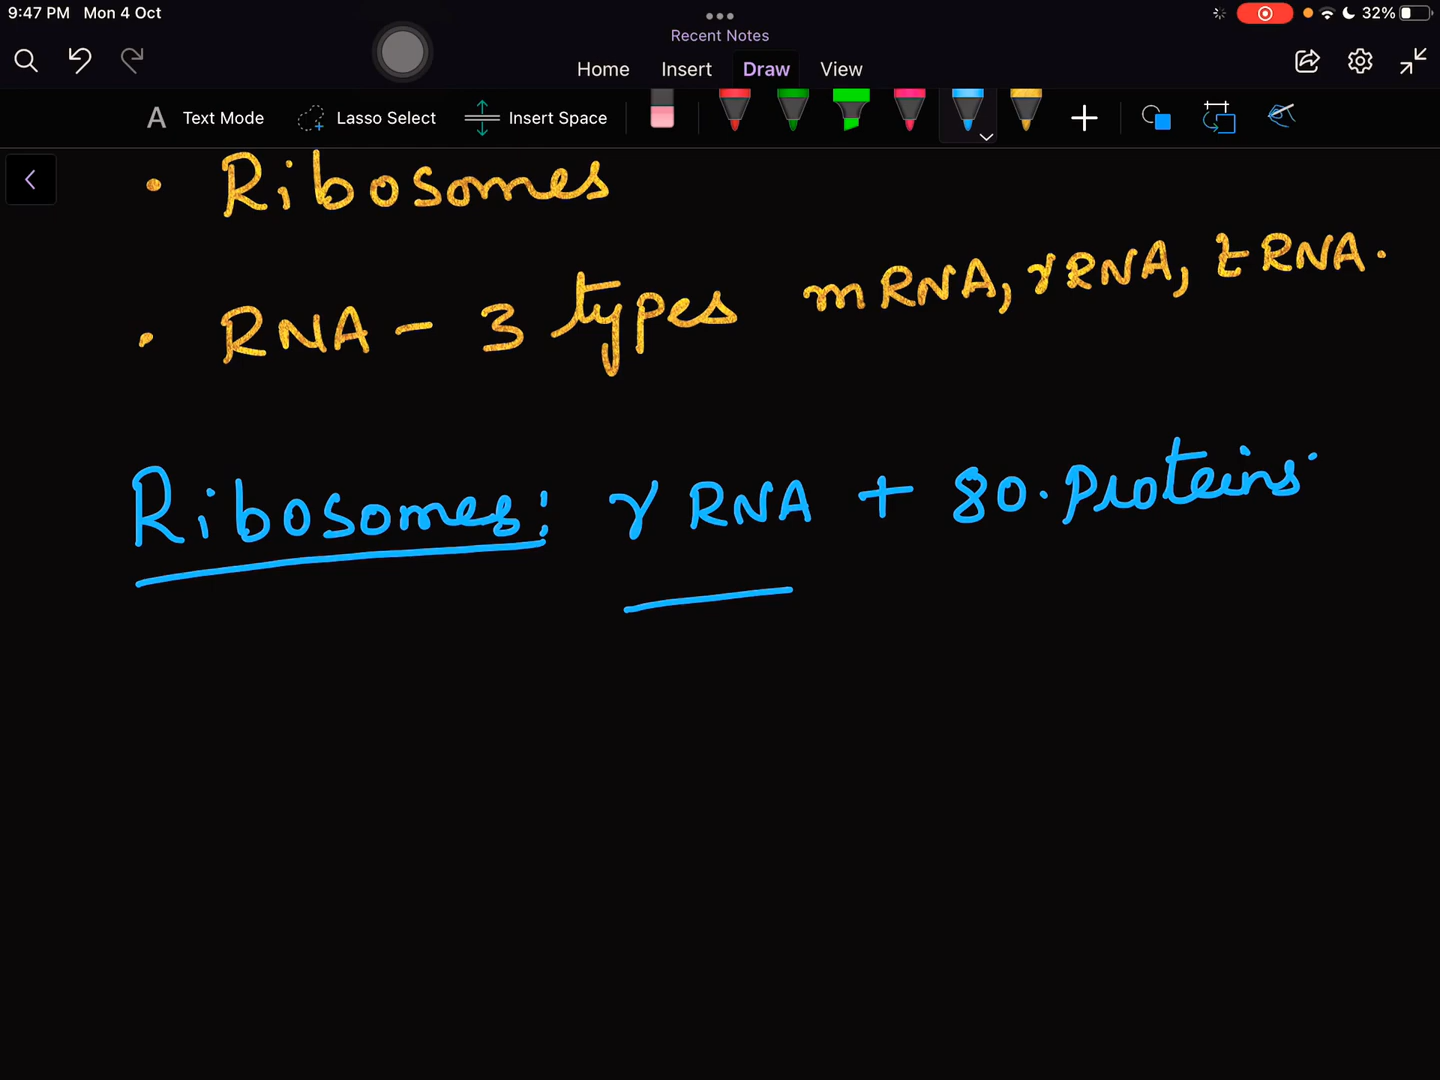 9:47 PM Mon 4 Oct
32%
Recent Notes
Home Insert Draw View
A Text Mode Lasso Select Insert Space
• Ribosomes
• RNA - 3 types mRNA, rRNA, tRNA.
Ribosomes: rRNA + 80. Proteins